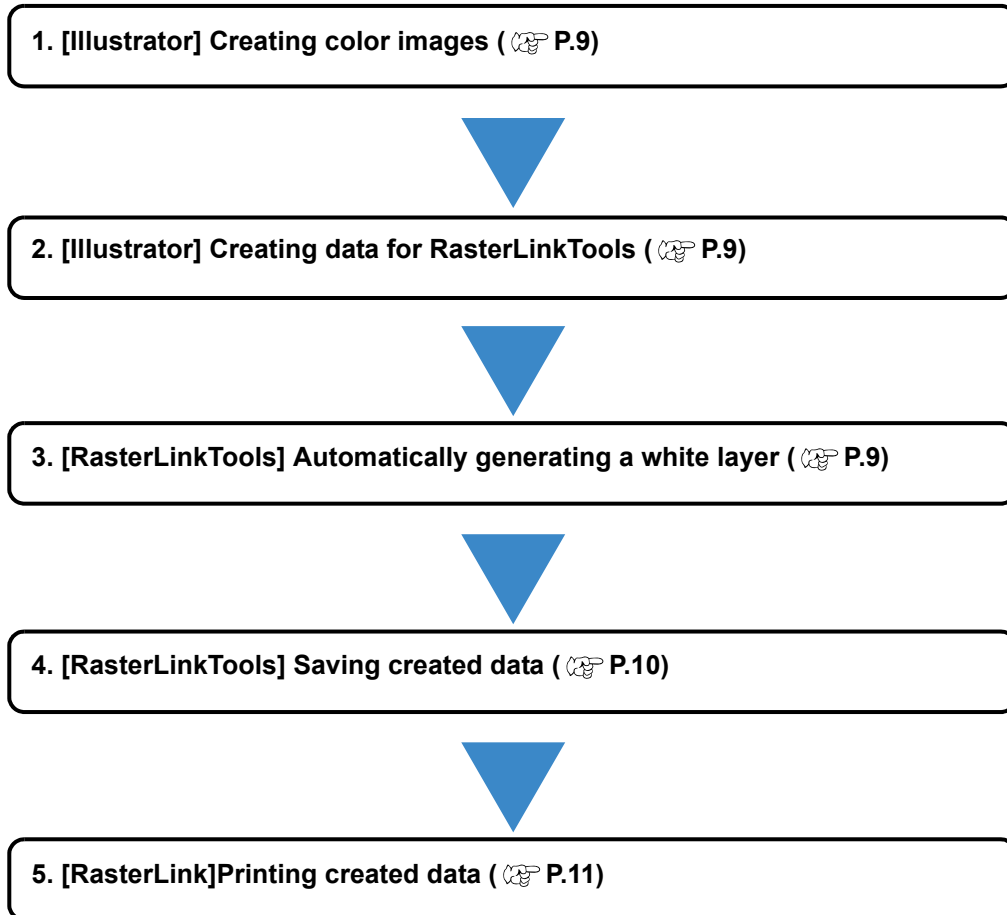 1. [Illustrator] Creating color images ( P.9)
2. [Illustrator] Creating data for RasterLinkTools ( P.9)
3. [RasterLinkTools] Automatically generating a white layer ( P.9)
4. [RasterLinkTools] Saving created data ( P.10)
5. [RasterLink]Printing created data ( P.11)